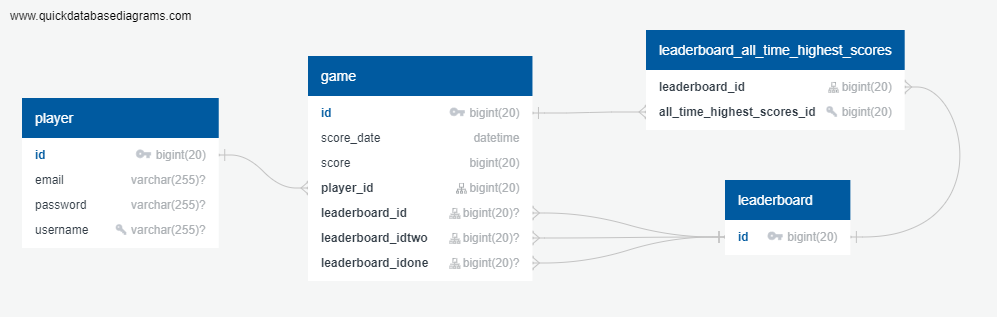 www.quickdatabasediagrams.com
player
id bigint(20)
email varchar(255)?
password varchar(255)?
username varchar(255)?
game
id bigint(20)
score_date datetime
score bigint(20)
player_id bigint(20)
leaderboard_id bigint(20)?
leaderboard_idtwo bigint(20)?
leaderboard_idone bigint(20)?
leaderboard_all_time_highest_scores
leaderboard_id bigint(20)
all_time_highest_scores_id bigint(20)
leaderboard
id bigint(20)